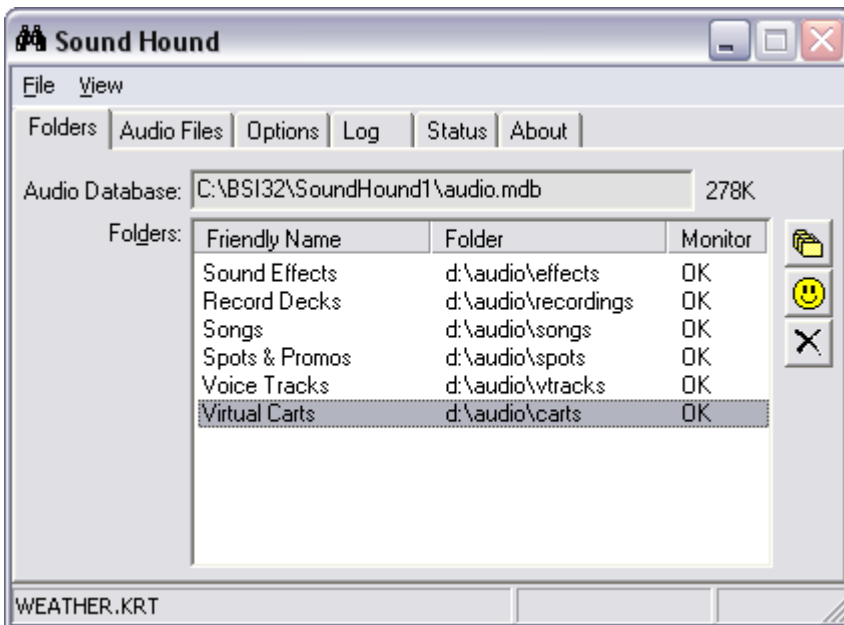 Sound Hound
File View
Folders Audio Files Options Log Status About
Audio Database: C:\BSI32\SoundHound1\audio.mdb 278K
Folders: Friendly Name Folder Monitor
Sound Effects d:\audio\effects OK
Record Decks d:\audio\recordings OK
Songs d:\audio\songs OK
Spots & Promos d:\audio\spots OK
Voice Tracks d:\audio\vtracks OK
Virtual Carts d:\audio\carts OK
WEATHER.KRT